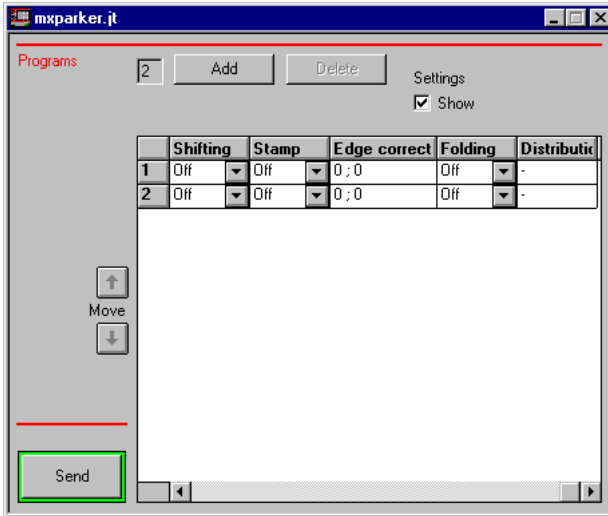 mxparker.jt
Programs
2 Add Delete
Settings
Show
Shifting Stamp Edge correct Folding Distributic
1 Off Off 0 ; 0 Off -
2 Off Off 0 ; 0 Off -
Move
Send